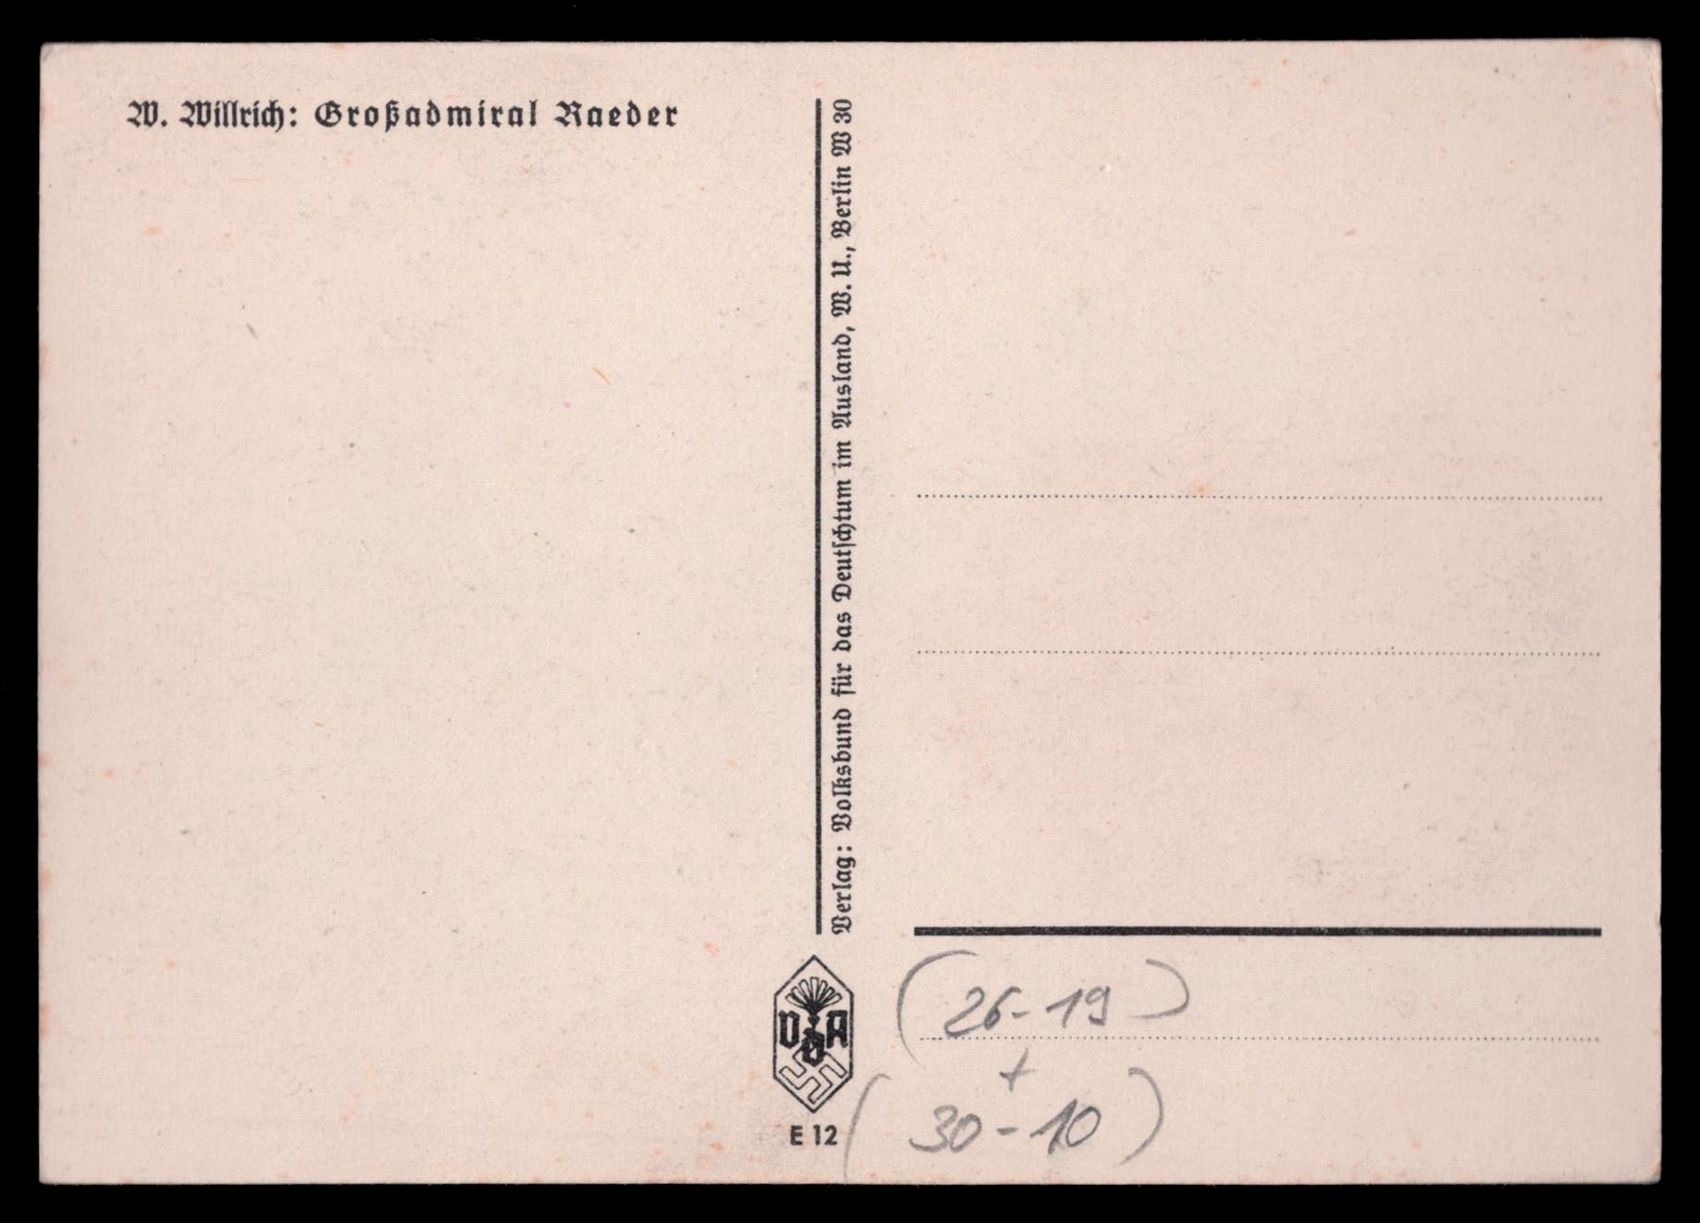 W. Willrich: Großadmiral Raeder
Verlag: Volksbund für das Deutschtum im Ausland, W. U., Berlin W 30
VDA
E 12
(26-19)
+
(30-10)